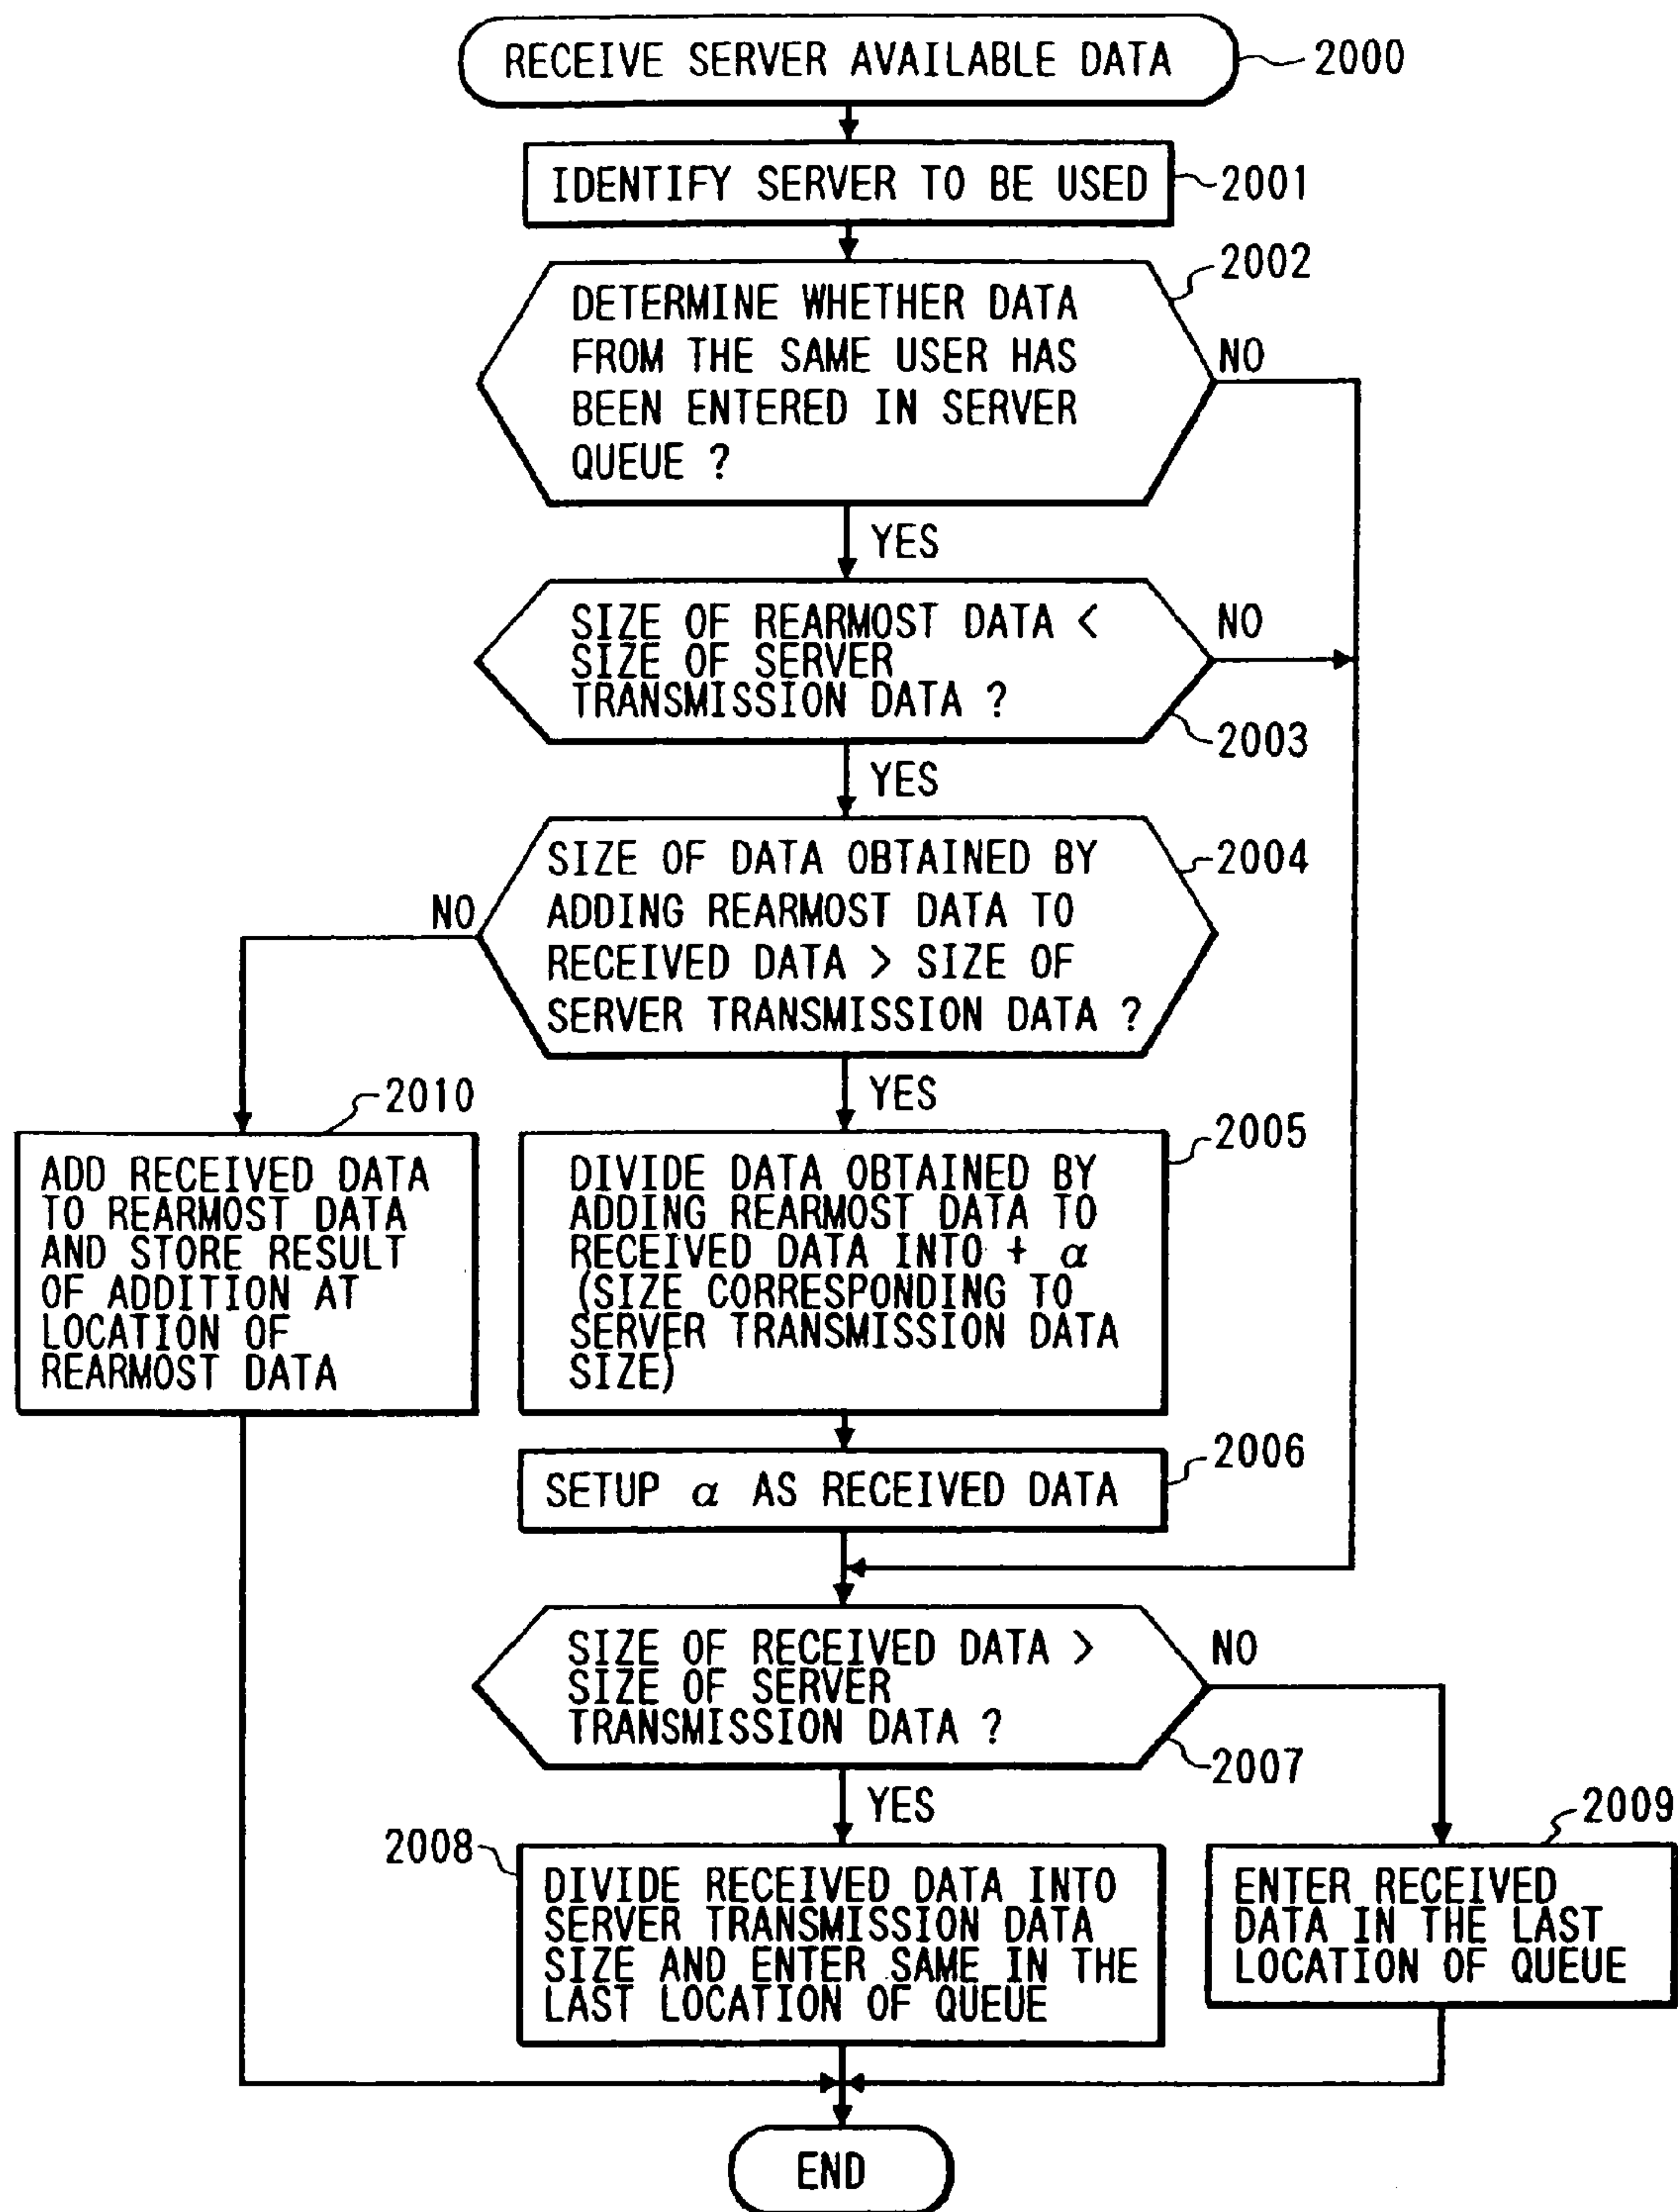 RECEIVE SERVER AVAILABLE DATA
2000
IDENTIFY SERVER TO BE USED
2001
2002
DETERMINE WHETHER DATA
FROM THE SAME USER HAS
BEEN ENTERED IN SERVER
QUEUE ?
NO
YES
SIZE OF REARMOST DATA <
SIZE OF SERVER
TRANSMISSION DATA ?
NO
2003
YES
SIZE OF DATA OBTAINED BY
ADDING REARMOST DATA TO
RECEIVED DATA > SIZE OF
SERVER TRANSMISSION DATA ?
2004
NO
YES
2010
ADD RECEIVED DATA
TO REARMOST DATA
AND STORE RESULT
OF ADDITION AT
LOCATION OF
REARMOST DATA
2005
DIVIDE DATA OBTAINED BY
ADDING REARMOST DATA TO
RECEIVED DATA INTO + α
(SIZE CORRESPONDING TO
SERVER TRANSMISSION DATA
SIZE)
2006
SETUP α AS RECEIVED DATA
SIZE OF RECEIVED DATA >
SIZE OF SERVER
TRANSMISSION DATA ?
NO
2007
YES
2008
DIVIDE RECEIVED DATA INTO
SERVER TRANSMISSION DATA
SIZE AND ENTER SAME IN THE
LAST LOCATION OF QUEUE
2009
ENTER RECEIVED
DATA IN THE LAST
LOCATION OF QUEUE
END